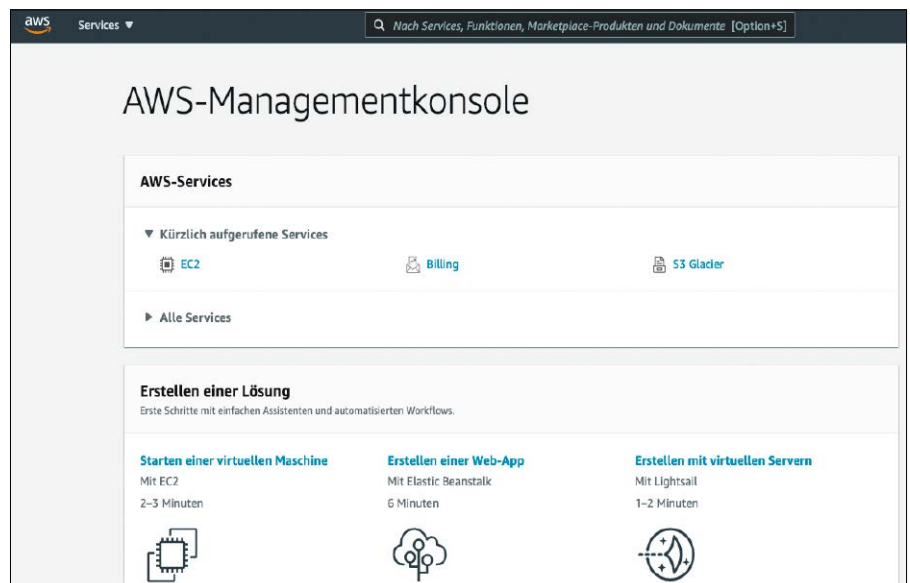 aws Services ▼ Nach Services, Funktionen, Marketplace-Produkten und Dokumente [Option+S]
AWS-Managementkonsole
AWS-Services
▼ Kürzlich aufgerufene Services
EC2 Billing S3 Glacier
▶ Alle Services
Erstellen einer Lösung
Erste Schritte mit einfachen Assistenten und automatisierten Workflows.
Starten einer virtuellen Maschine Erstellen einer Web-App Erstellen mit virtuellen Servern
Mit EC2 Mit Elastic Beanstalk Mit Lightsail
2–3 Minuten 6 Minuten 1–2 Minuten